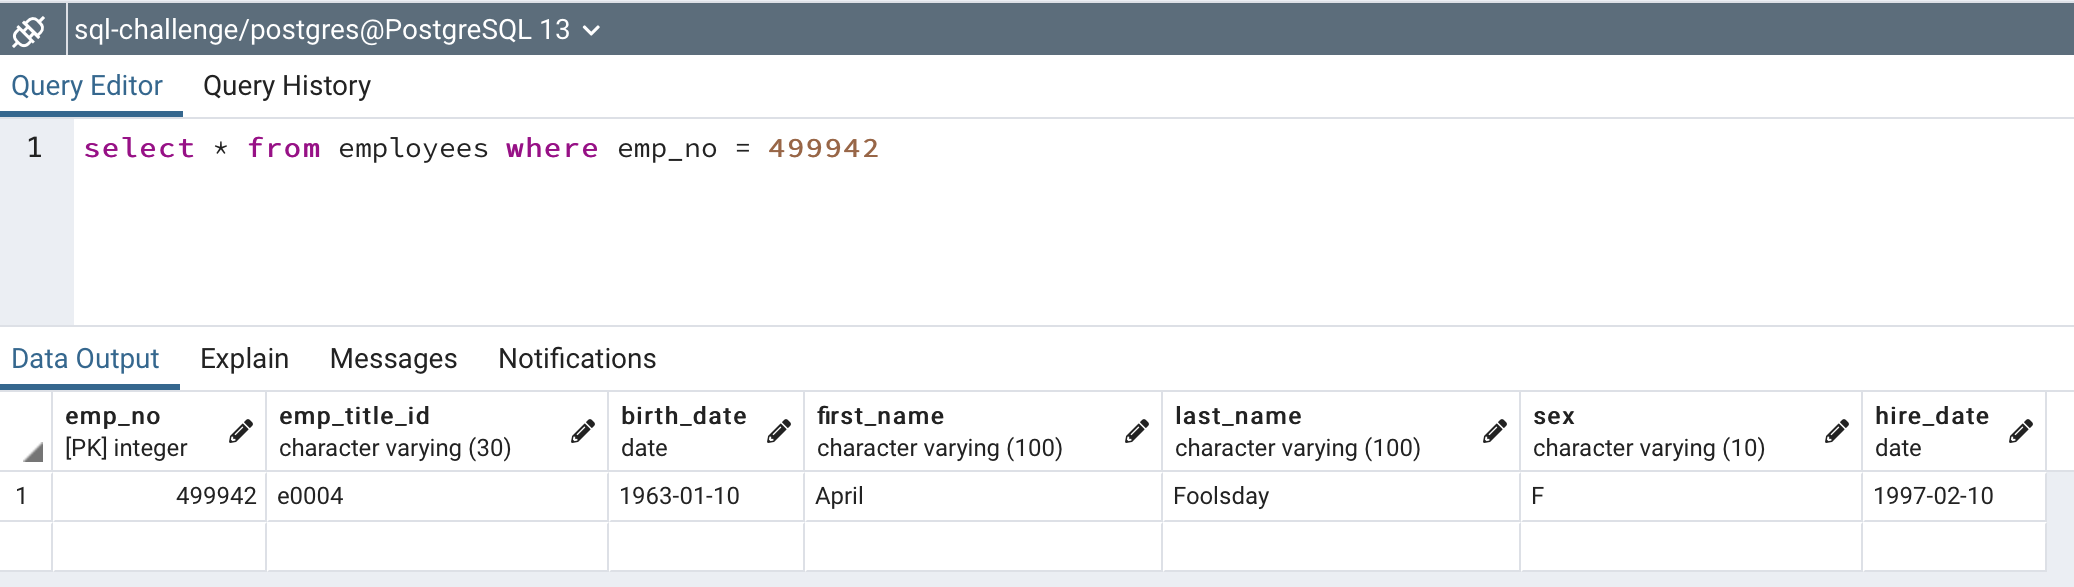 sql-challenge/postgres@PostgreSQL 13
Query Editor Query History
1 select * from employees where emp_no = 499942
Data Output Explain Messages Notifications
emp_no emp_title_id birth_date first_name last_name sex hire_date
[PK] integer character varying (30) date character varying (100) character varying (100) character varying (10) date
1 499942 e0004 1963-01-10 April Foolsday F 1997-02-10